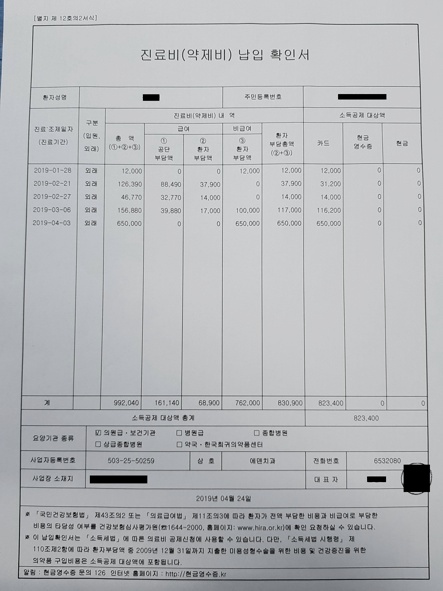 [별지 제 12호의2서식]
진료비(약제비) 납입 확인서
환자성명 주민등록번호
진료 조제일자 (진료기간) 구분 (입원, 외래) 진료비(약제비) 내 역 소득공제 대상액
총 액 (①+②+③) 급여 비급여 환자 부담총액 (②+③) 카드 현금 영수증 현금
① 공단 부담액 ② 환자 부담액 ③ 환자 부담액
2019-01-28 외래 12,000 0 0 12,000 12,000 12,000 0 0
2019-02-21 외래 126,390 88,490 37,900 0 37,900 31,200 0 0
2019-02-27 외래 46,770 32,770 14,000 0 14,000 14,000 0 0
2019-03-06 외래 156,880 39,880 17,000 100,000 117,000 116,200 0 0
2019-04-03 외래 650,000 0 0 650,000 650,000 650,000 0 0
계 992,040 161,140 68,900 762,000 830,900 823,400 0 0
소득공제 대상액 총계 823,400
요양기관 종류 ☑ 의원급·보건기관 □ 병원급 □ 종합병원
□ 상급종합병원 □ 약국·한국희귀의약품센터
사업자등록번호 503-25-50259 상 호 에덴치과 전화번호 6532080
사업장 소재지 대 표 자
2019년 04월 24일
※ 「국민건강보험법」 제43조의2 또는 「의료급여법」 제11조의3에 따라 환자가 전액 부담한 비용과 비급여로 부담한
비용의 타당성 여부를 건강보험심사평가원(☎1644-2000, 홈페이지: www.hira.or.kr)에 확인 요청하실 수 있습니다.
※ 이 납입확인서는 「소득세법」에 따른 의료비 공제신청에 사용할 수 있습니다. 다만, 「소득세법 시행령」 제
110조제2항에 따라 환자부담액 중 2009년 12월 31일까지 지출한 미용성형수술을 위한 비용 및 건강증진을 위한
의약품 구입비용은 소득공제 대상액에 포함됩니다.
알림 : 현금영수증 문의 126 인터넷 홈페이지 : http://현금영수증.kr